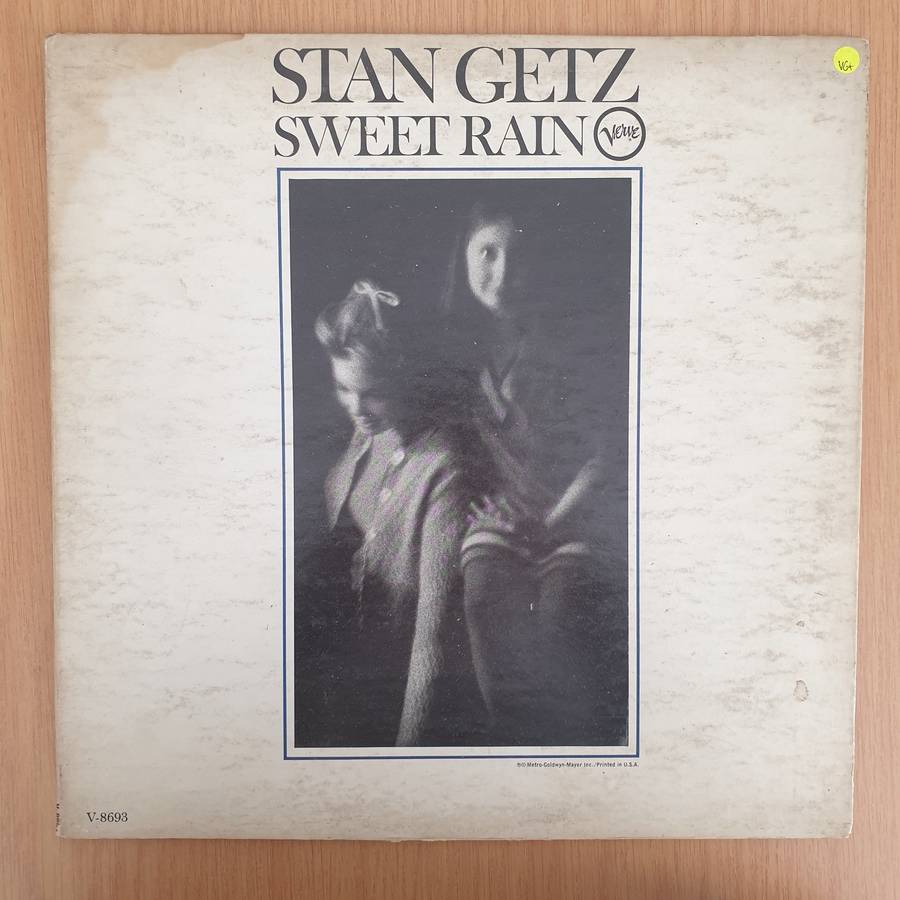 STAN GETZ
VG+
SWEET RAIN Verve
℗© Metro-Goldwyn-Mayer Inc./Printed in U.S.A.
V-8693